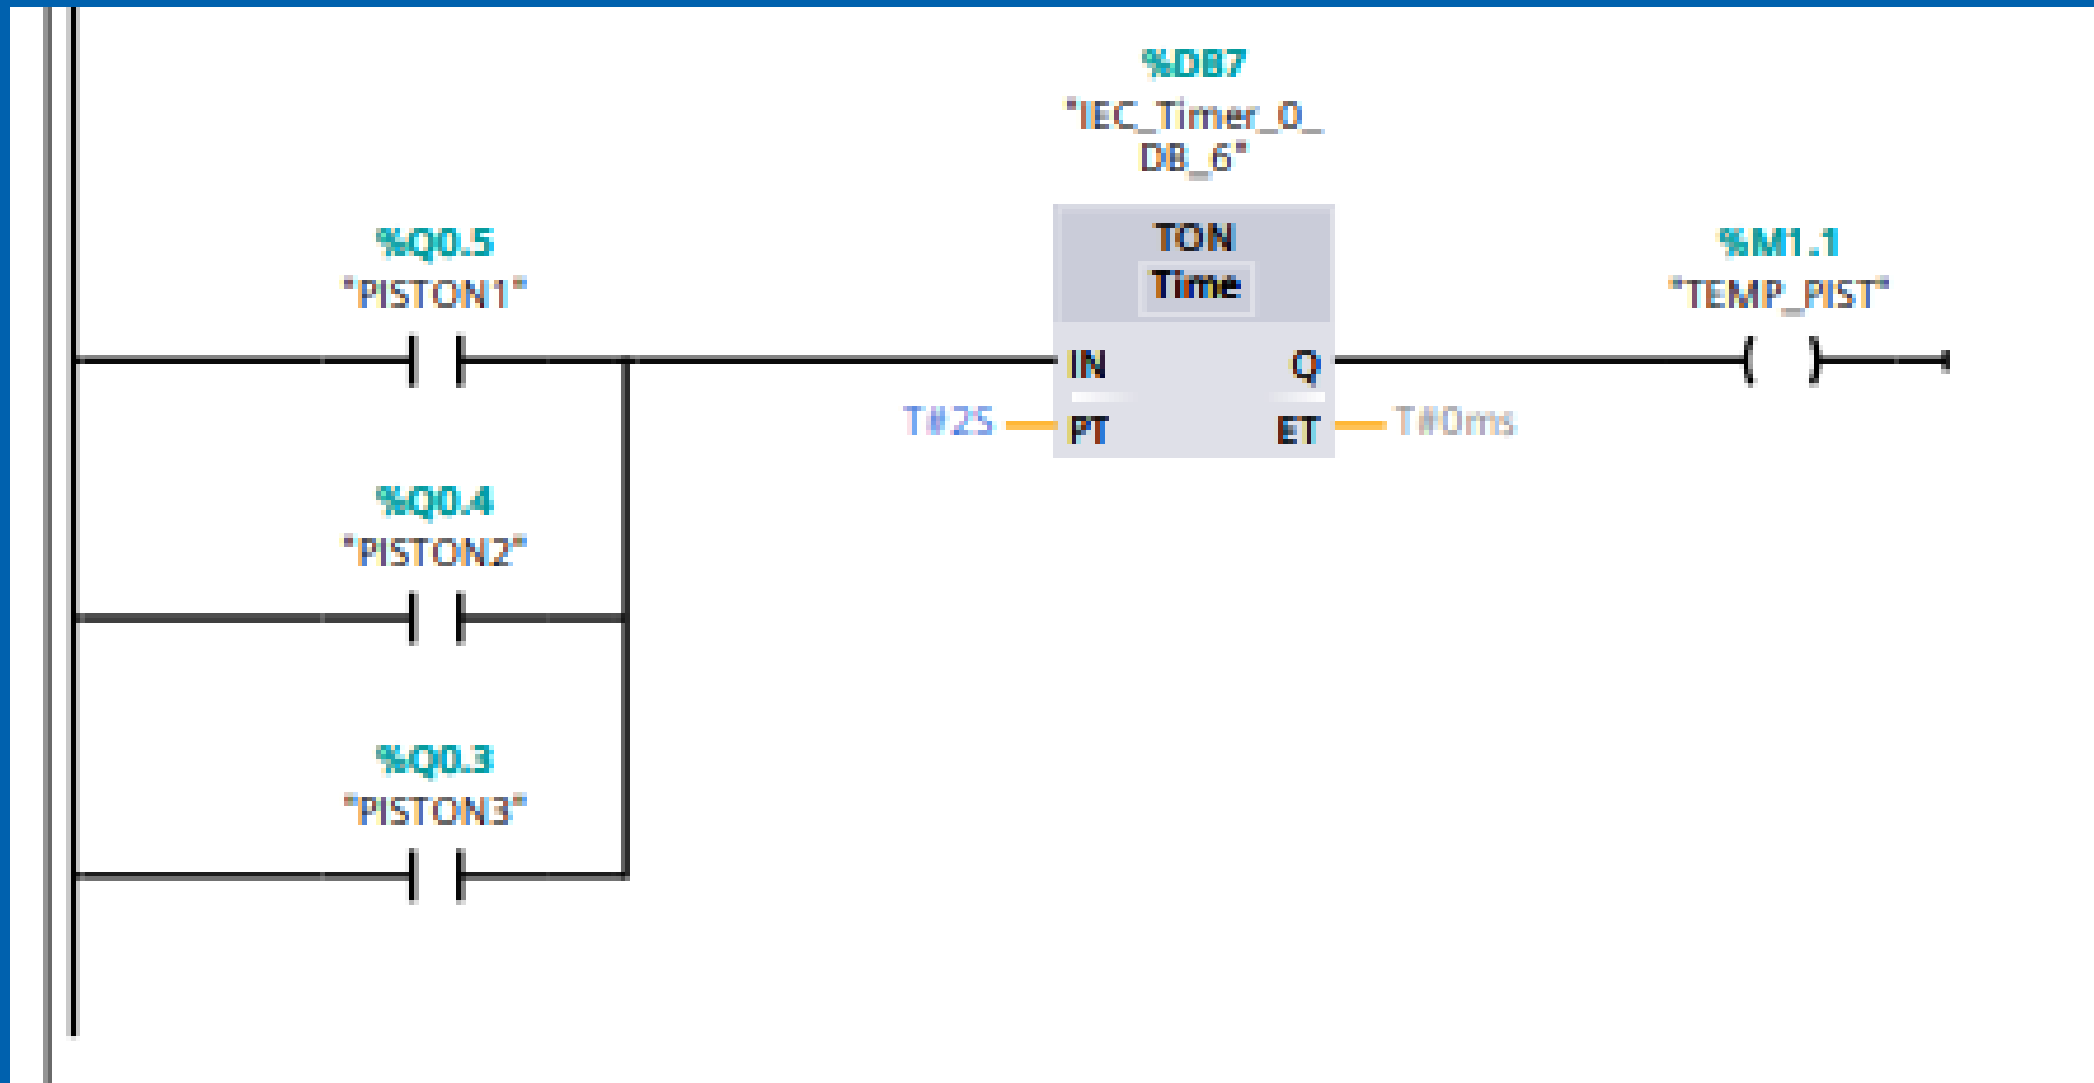 %DB7
"IEC_Timer_0_
DB_6"
%Q0.5
"PISTON1"
TON
Time
%M1.1
"TEMP_PIST"
IN
Q
T#2S
PT
ET
T#0ms
%Q0.4
"PISTON2"
%Q0.3
"PISTON3"